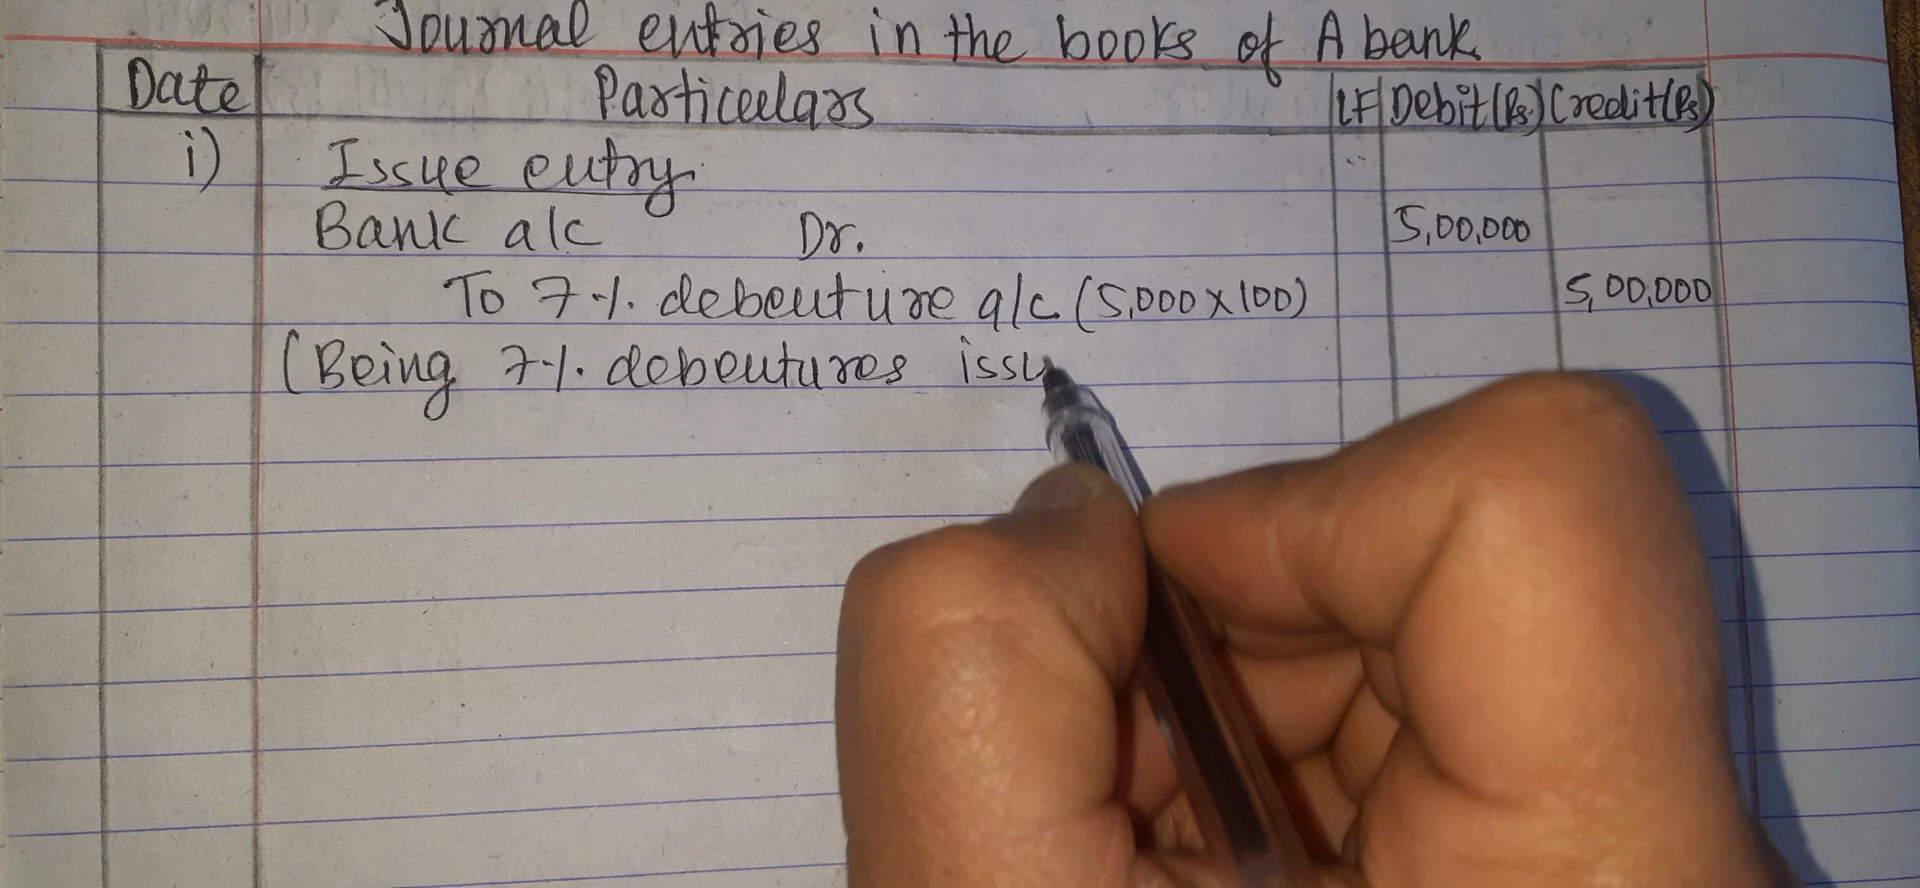 Journal entries in the books of A bank
Date Particulars LF Debit(Rs) Credit(Rs)
i) Issue entry
Bank a/c Dr. 5,00,000
To 7% debenture a/c (5,000×100) 5,00,000
(Being 7% debentures issu